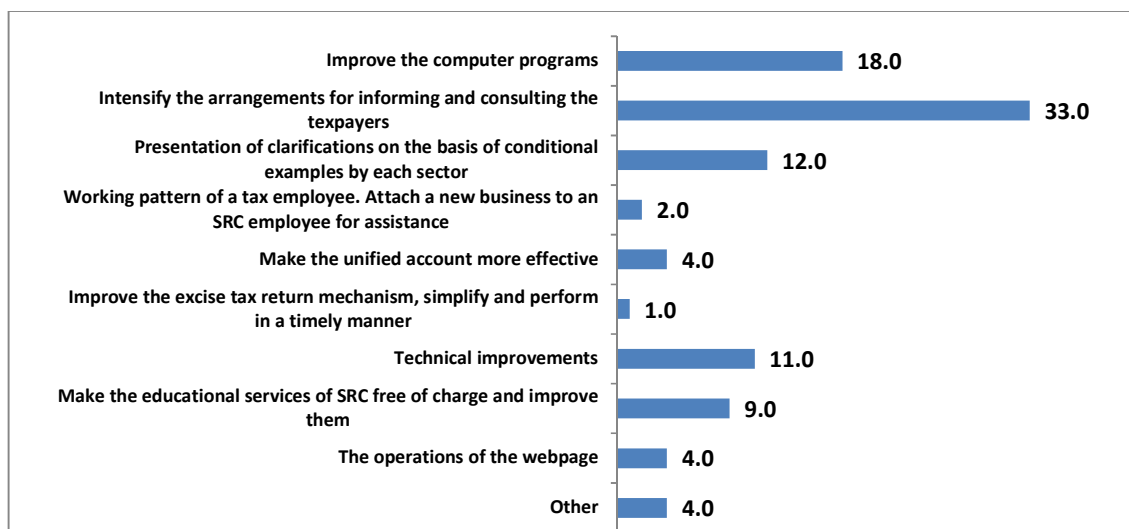 Improve the computer programs
18.0
Intensify the arrangements for informing and consulting the
texpayers
33.0
Presentation of clarifications on the basis of conditional
examples by each sector
12.0
Working pattern of a tax employee. Attach a new business to an
SRC employee for assistance
2.0
Make the unified account more effective
4.0
Improve the excise tax return mechanism, simplify and perform
in a timely manner
1.0
Technical improvements
11.0
Make the educational services of SRC free of charge and improve
them
9.0
The operations of the webpage
4.0
Other
4.0